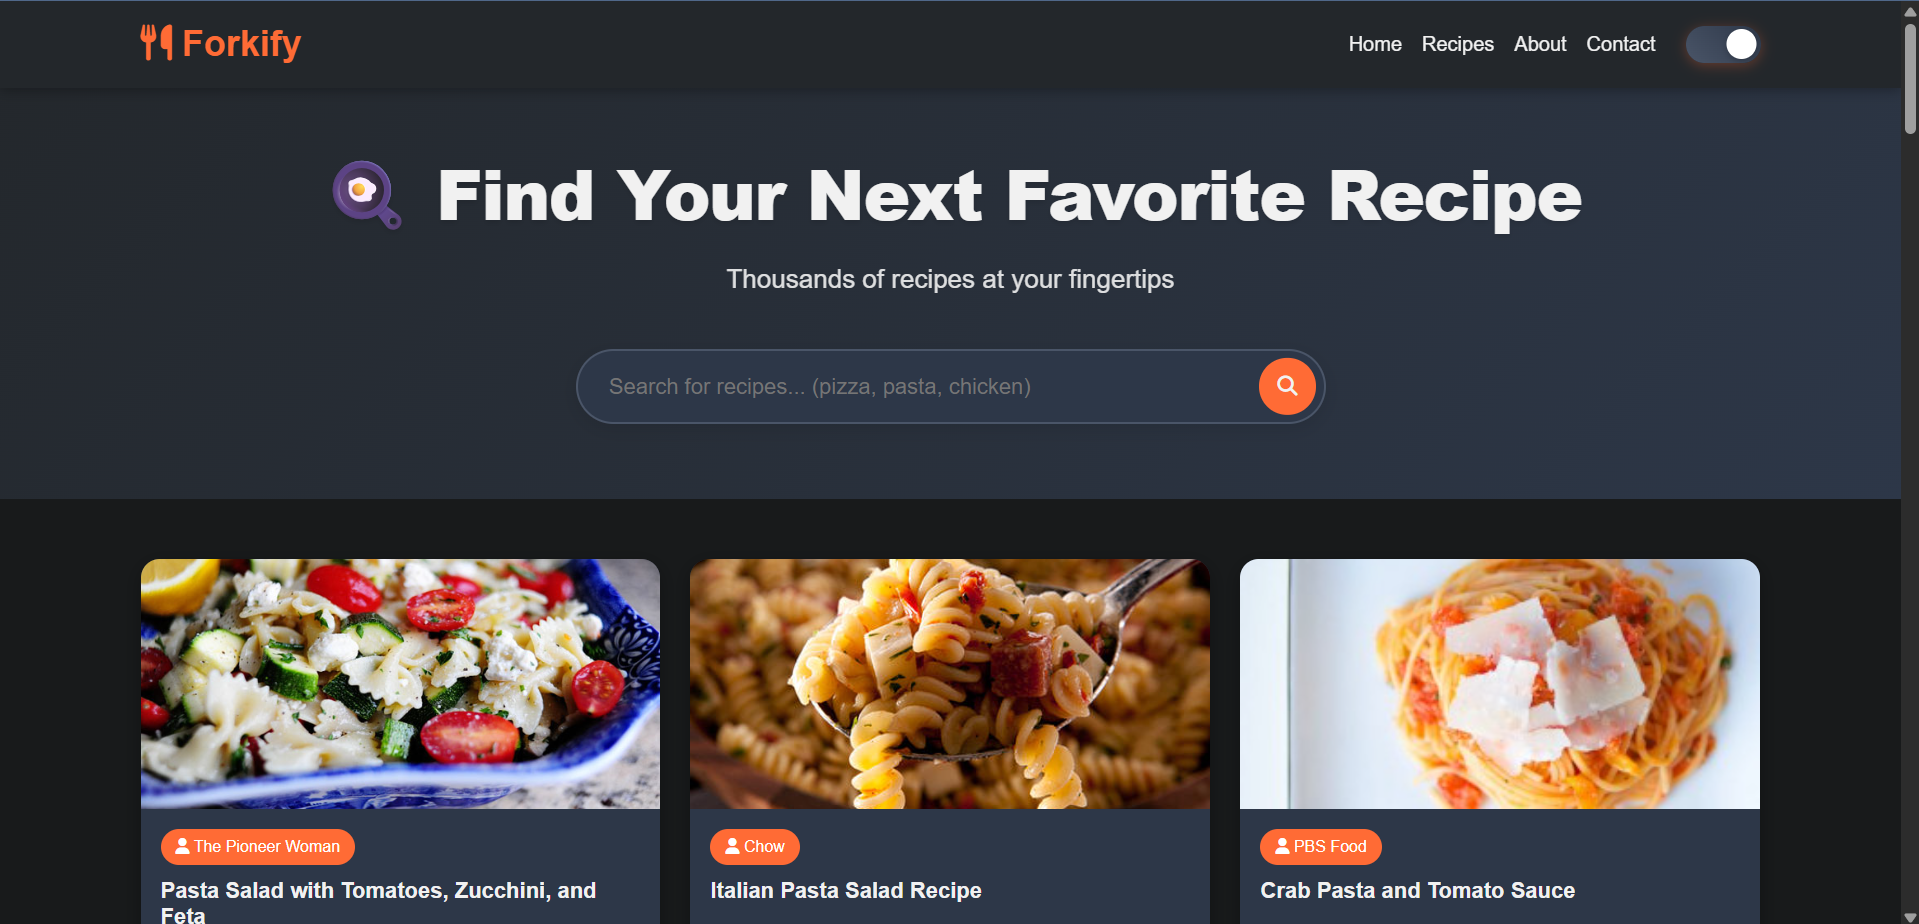 Forkify
Home Recipes About Contact
Find Your Next Favorite Recipe
Thousands of recipes at your fingertips
Search for recipes... (pizza, pasta, chicken)
The Pioneer Woman
Pasta Salad with Tomatoes, Zucchini, and
Feta
Chow
Italian Pasta Salad Recipe
PBS Food
Crab Pasta and Tomato Sauce